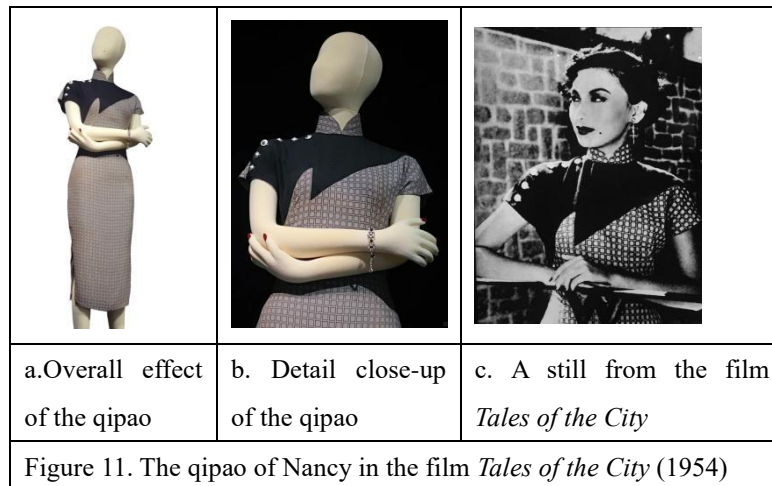 a.Overall effect
of the qipao
b. Detail close-up
of the qipao
c. A still from the film
Tales of the City
Figure 11. The qipao of Nancy in the film Tales of the City (1954)